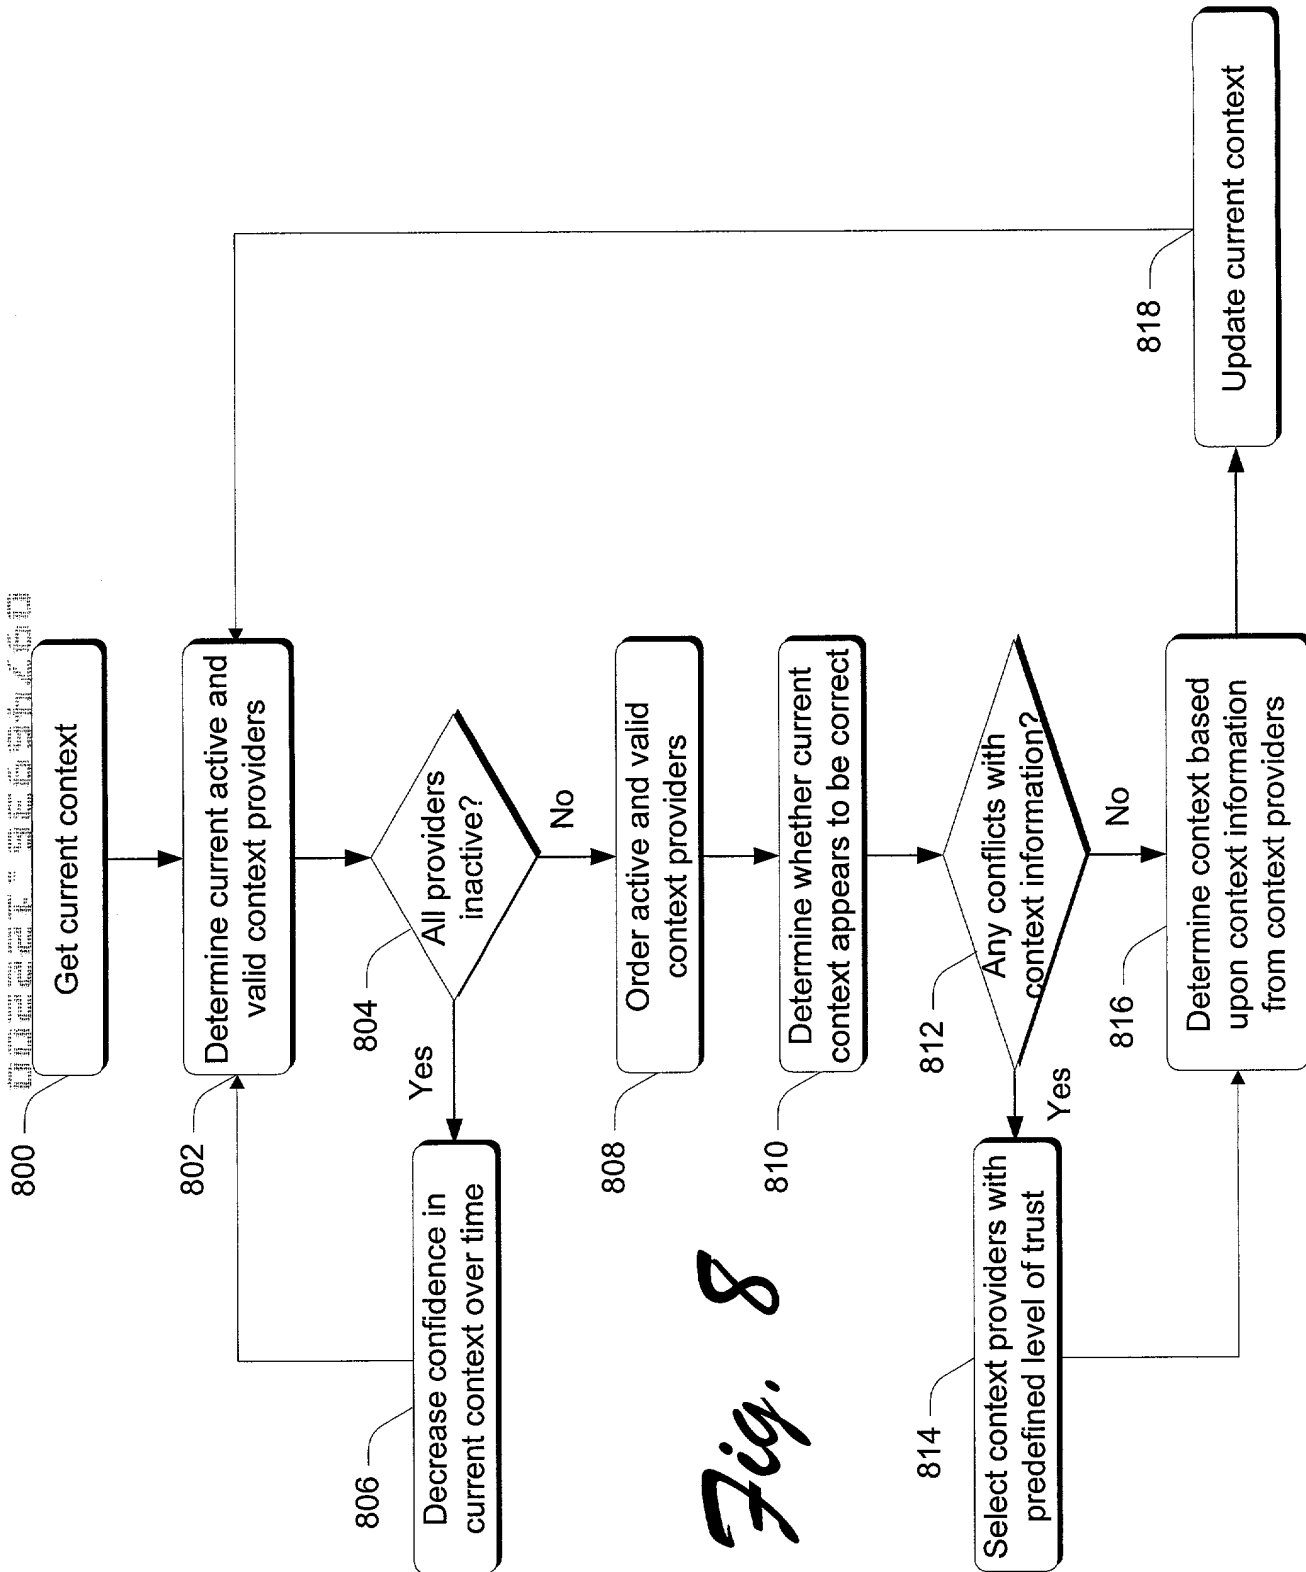 800
Get current context
802
Determine current active and
valid context providers
804
All providers
inactive?
Yes
No
806
Decrease confidence in
current context over time
808
Order active and valid
context providers
810
Determine whether current
context appears to be correct
812
Any conflicts with
context information?
Yes
No
814
Select context providers with
predefined level of trust
816
Determine context based
upon context information
from context providers
818
Update current context
Fig. 8